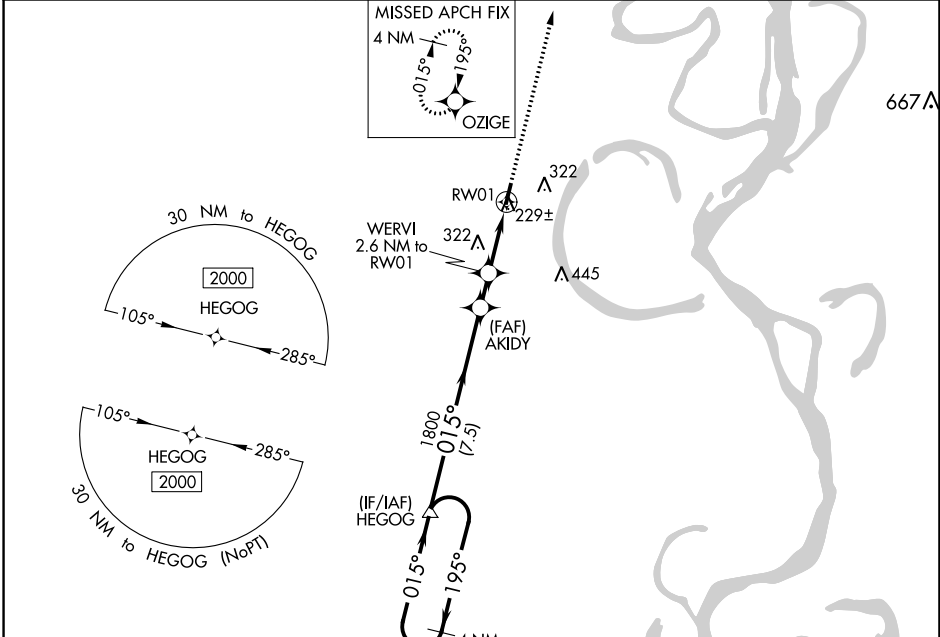 MISSED APCH FIX
4 NM
015°
195°
OZIGE
667
322
RW01
229±
WERVI
2.6 NM to
RW01
322
445
(FAF)
AKIDY
30 NM to HEGOG
2000
HEGOG
105°
285°
105°
285°
HEGOG
2000
30 NM to HEGOG (NoPT)
1800
015°
(7.5)
(IF/IAF)
HEGOG
015°
195°
4 NM